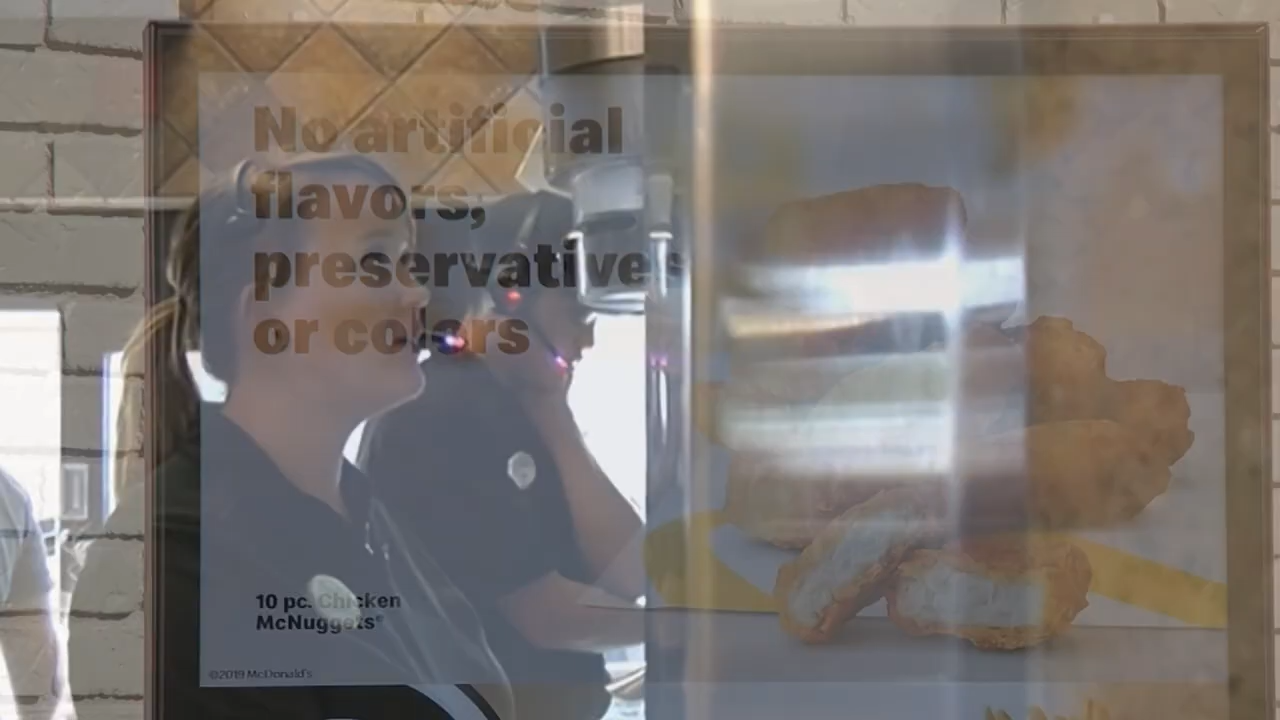 No artificial
flavors,
preservatives
or colors
10 pc. Chicken
McNuggets®
©2019 McDonald's